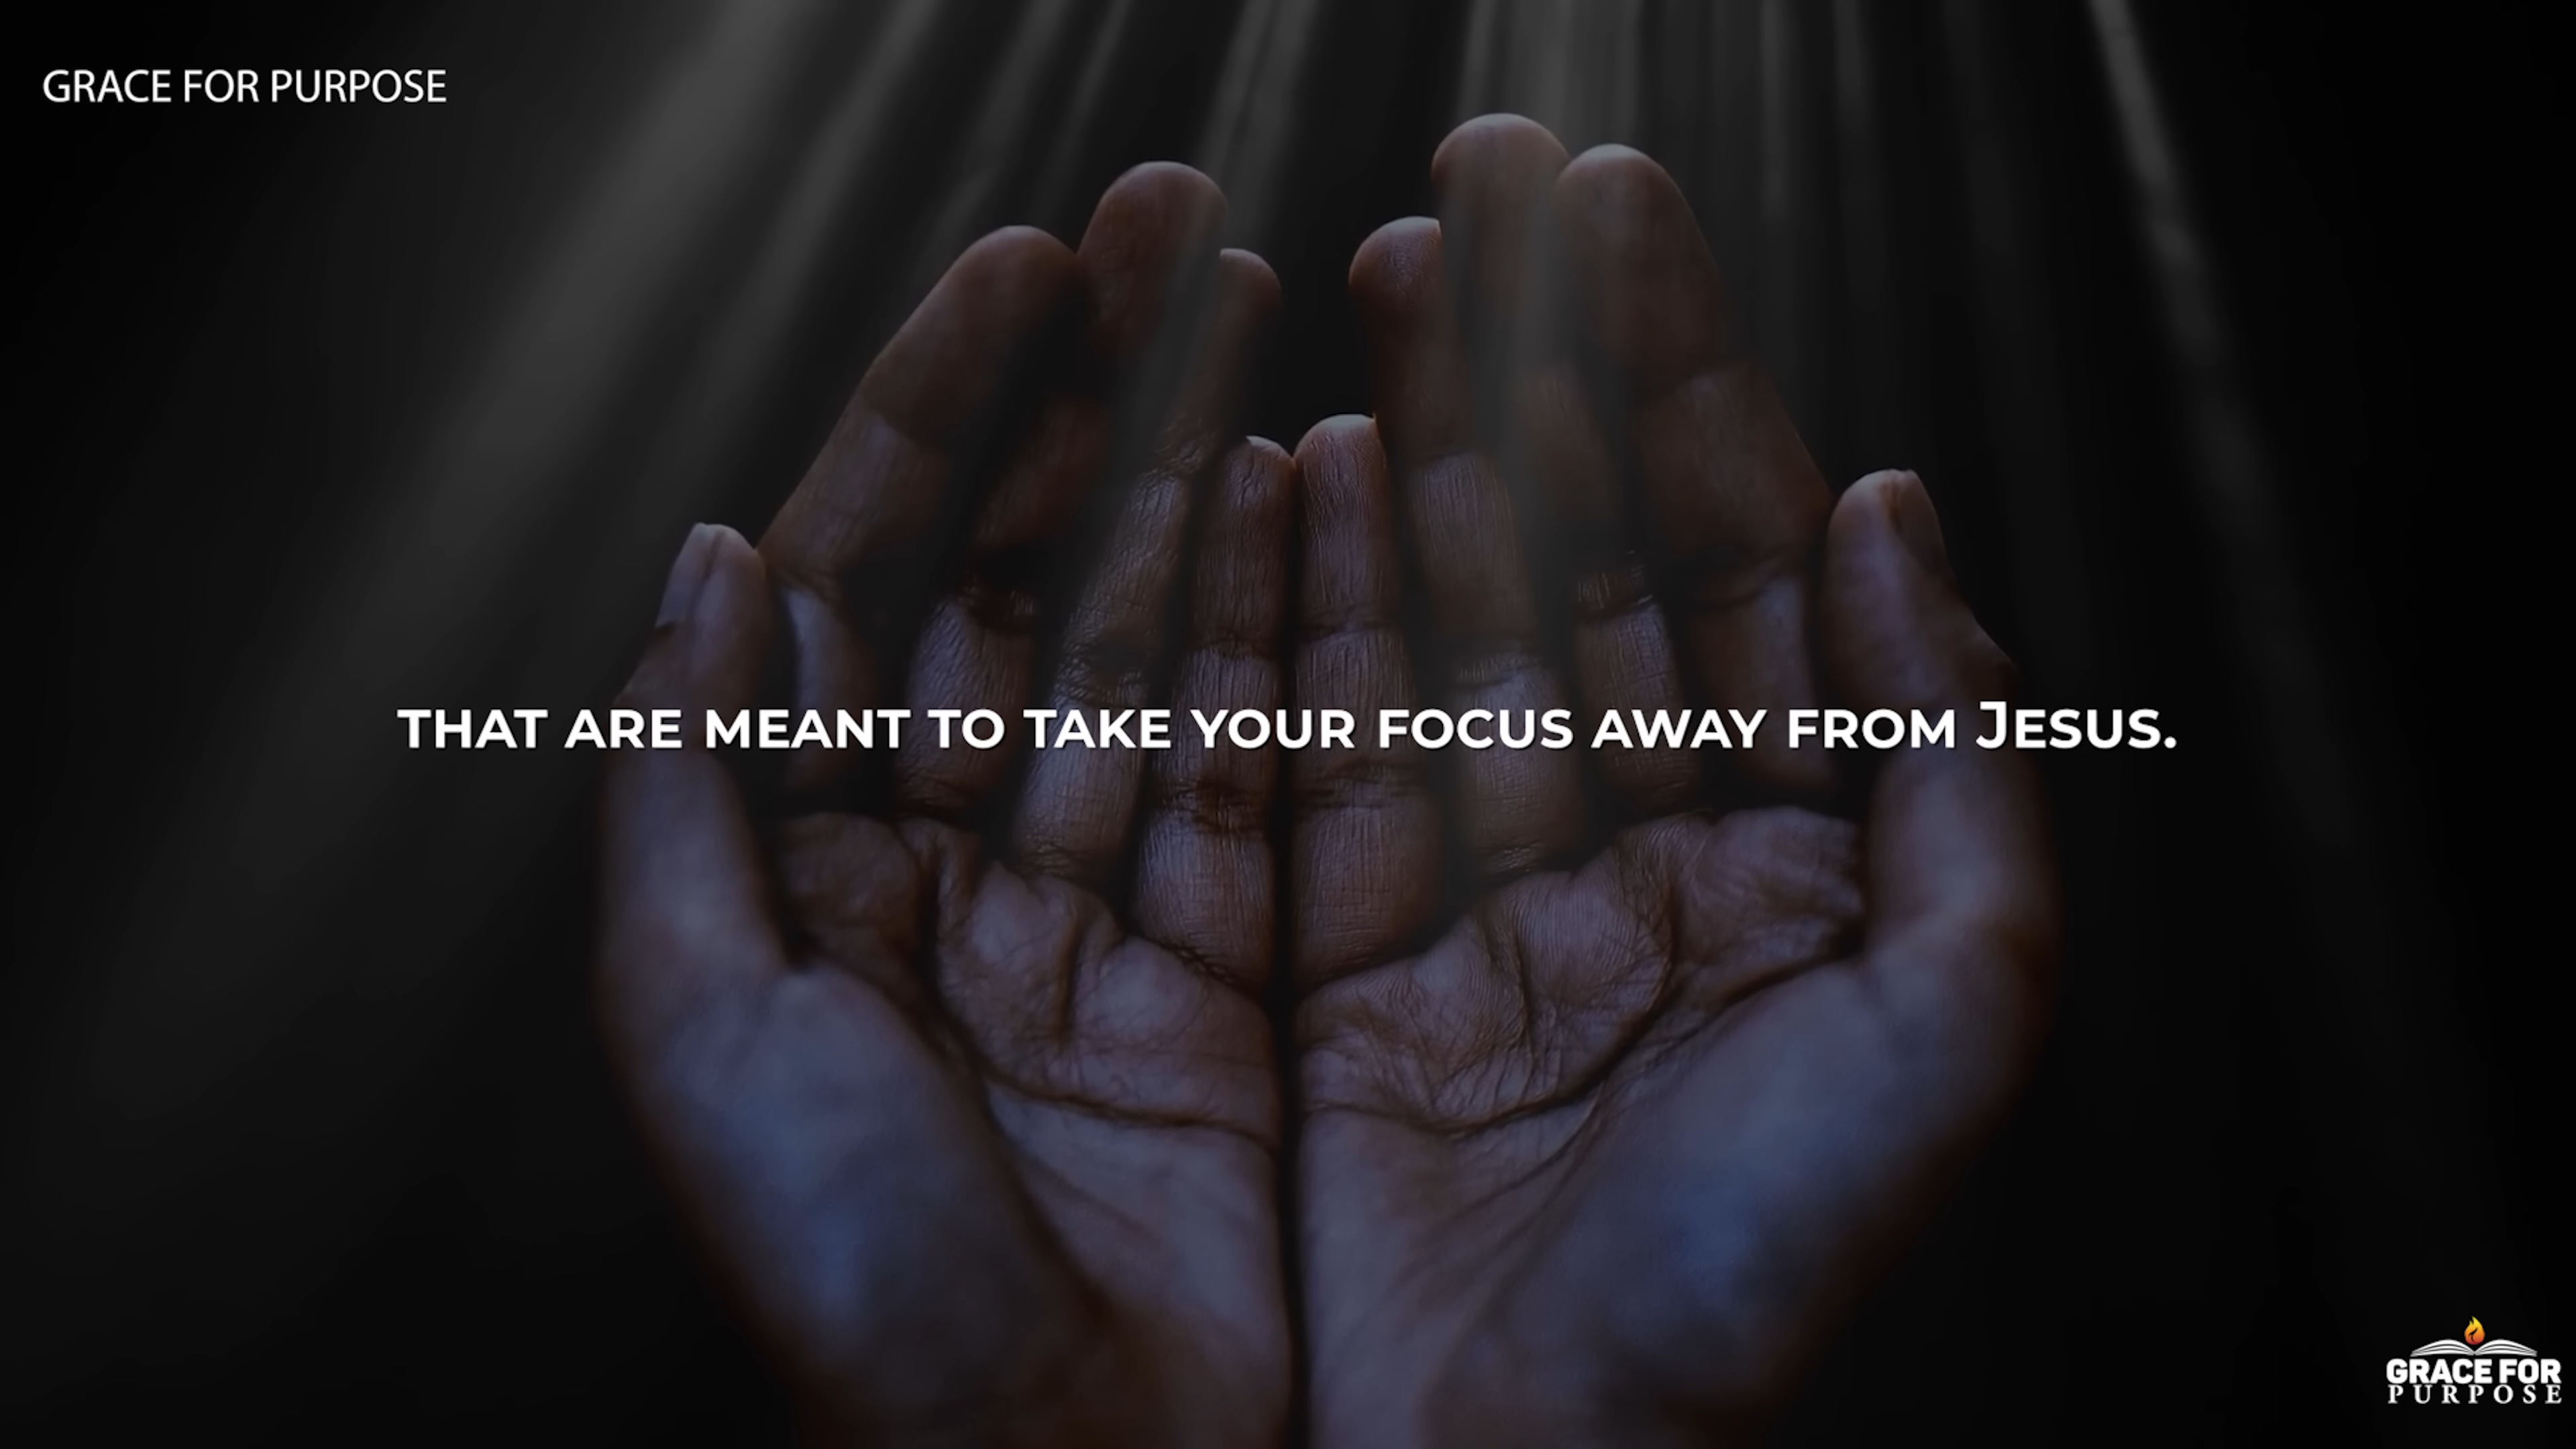 GRACE FOR PURPOSE
THAT ARE MEANT TO TAKE YOUR FOCUS AWAY FROM JESUS.
GRACE FOR
PURPOSE